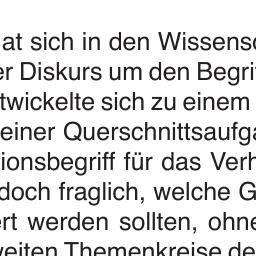 at sich in den Wissensc
er Diskurs um den Begrif
twickelte sich zu einem
einer Querschnittsaufga
ionsbegriff für das Verh
doch fraglich, welche G
ert werden sollten, ohne
weiten Themenkreise de